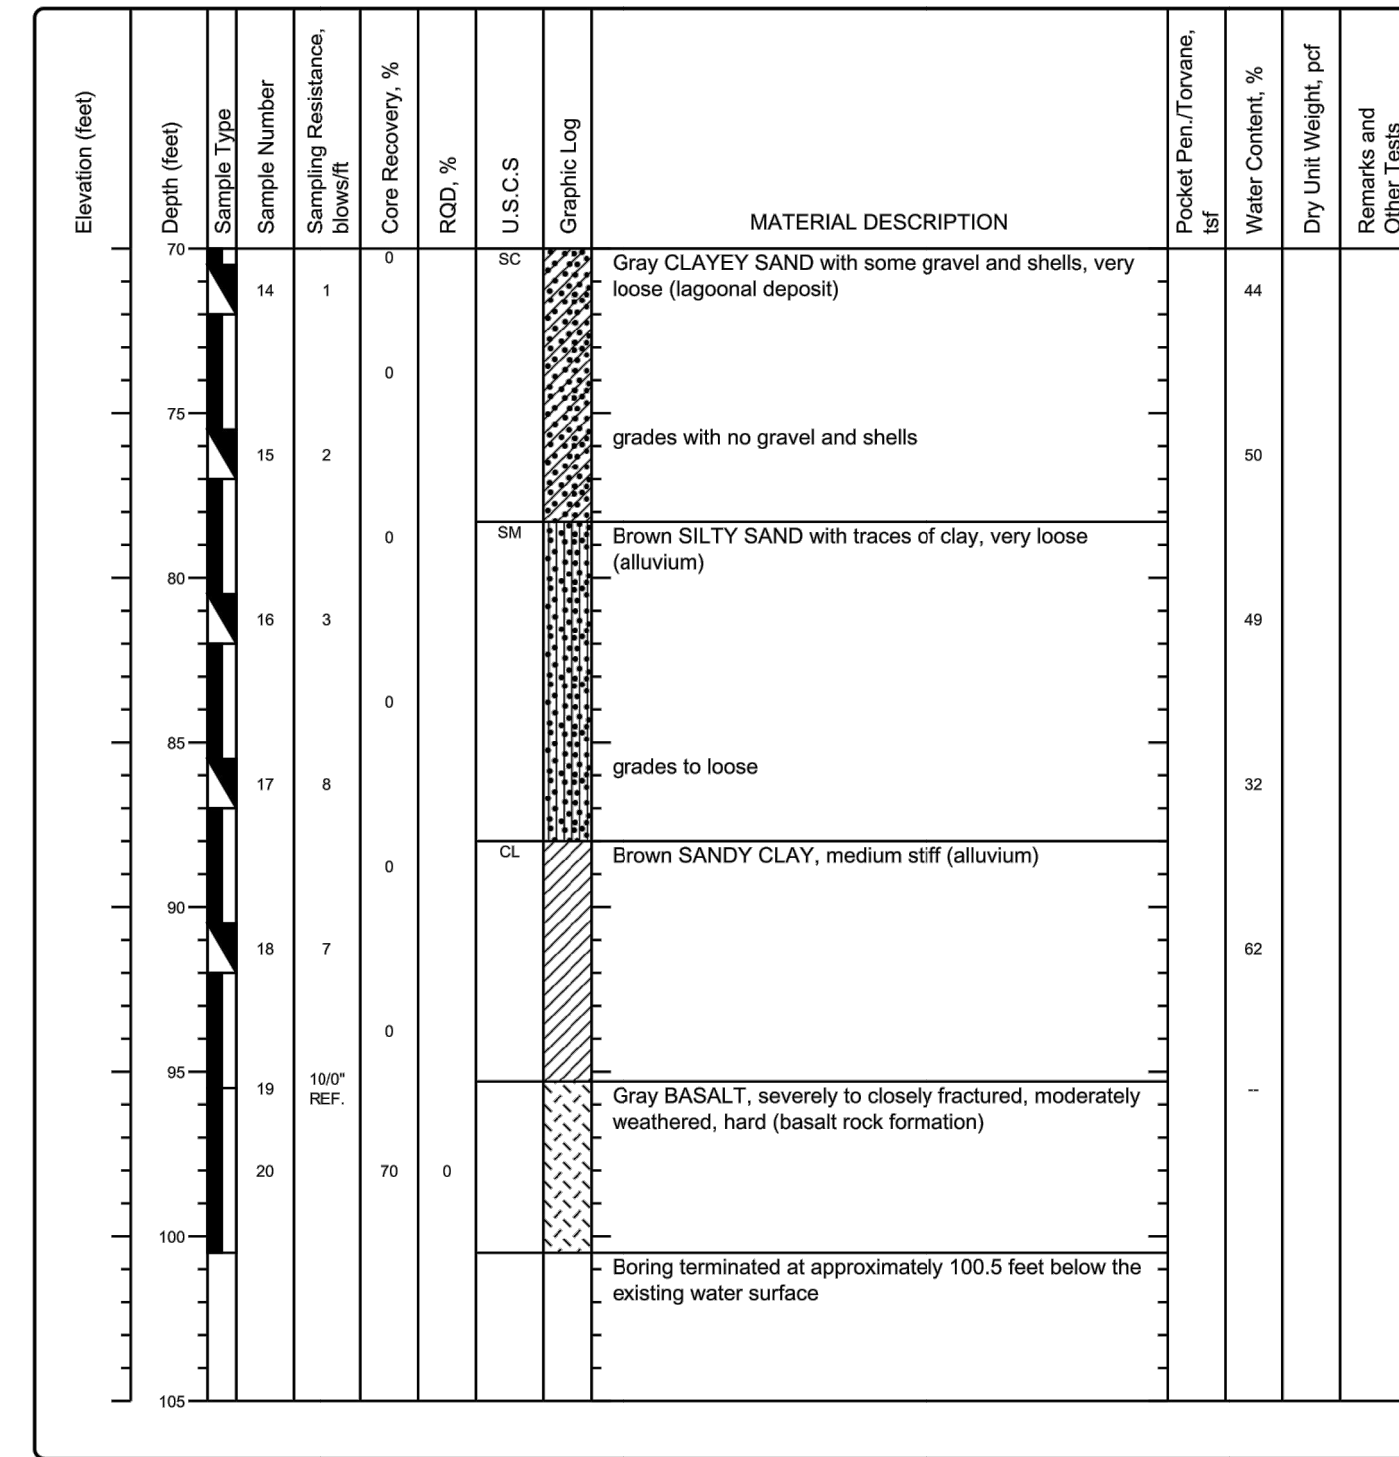 Elevation (feet)
Depth (feet)
Sample Type
Sample Number
Sampling Resistance,
blows/ft
Core Recovery, %
RQD, %
U.S.C.S
Graphic Log
MATERIAL DESCRIPTION
Pocket Pen./Torvane,
tsf
Water Content, %
Dry Unit Weight, pcf
Remarks and
Other Tests
70
0
SC
Gray CLAYEY SAND with some gravel and shells, very
loose (lagoonal deposit)
14
1
44
0
75
grades with no gravel and shells
15
2
50
0
SM
Brown SILTY SAND with traces of clay, very loose
(alluvium)
80
16
3
49
0
85
grades to loose
17
8
32
CL
Brown SANDY CLAY, medium stiff (alluvium)
0
90
18
7
62
0
95
19
10/0"
REF.
--
Gray BASALT, severely to closely fractured, moderately
weathered, hard (basalt rock formation)
20
70
0
100
Boring terminated at approximately 100.5 feet below the
existing water surface
105